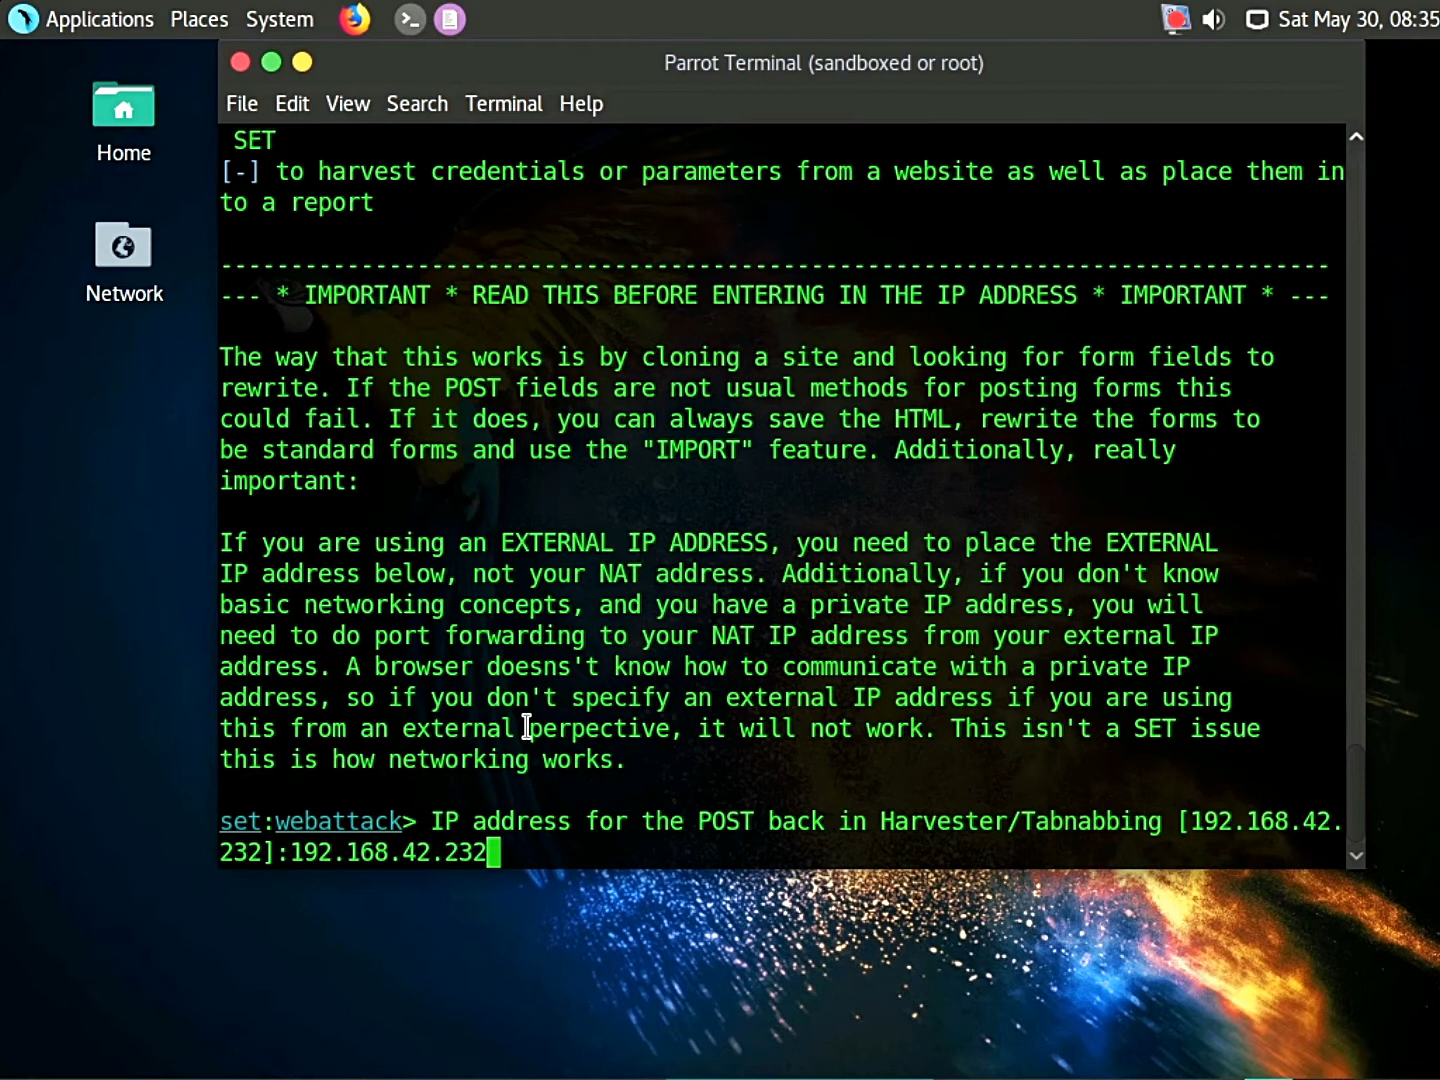 Applications Places System
Sat May 30, 08:35
Parrot Terminal (sandboxed or root)
File Edit View Search Terminal Help
Home
Network
SET
[-] to harvest credentials or parameters from a website as well as place them in
to a report
-------------------------------------------------------------------------------
--- * IMPORTANT * READ THIS BEFORE ENTERING IN THE IP ADDRESS * IMPORTANT * ---
The way that this works is by cloning a site and looking for form fields to
rewrite. If the POST fields are not usual methods for posting forms this
could fail. If it does, you can always save the HTML, rewrite the forms to
be standard forms and use the "IMPORT" feature. Additionally, really
important:
If you are using an EXTERNAL IP ADDRESS, you need to place the EXTERNAL
IP address below, not your NAT address. Additionally, if you don't know
basic networking concepts, and you have a private IP address, you will
need to do port forwarding to your NAT IP address from your external IP
address. A browser doesns't know how to communicate with a private IP
address, so if you don't specify an external IP address if you are using
this from an external perpective, it will not work. This isn't a SET issue
this is how networking works.
set:webattack> IP address for the POST back in Harvester/Tabnabbing [192.168.42.
232]:192.168.42.232